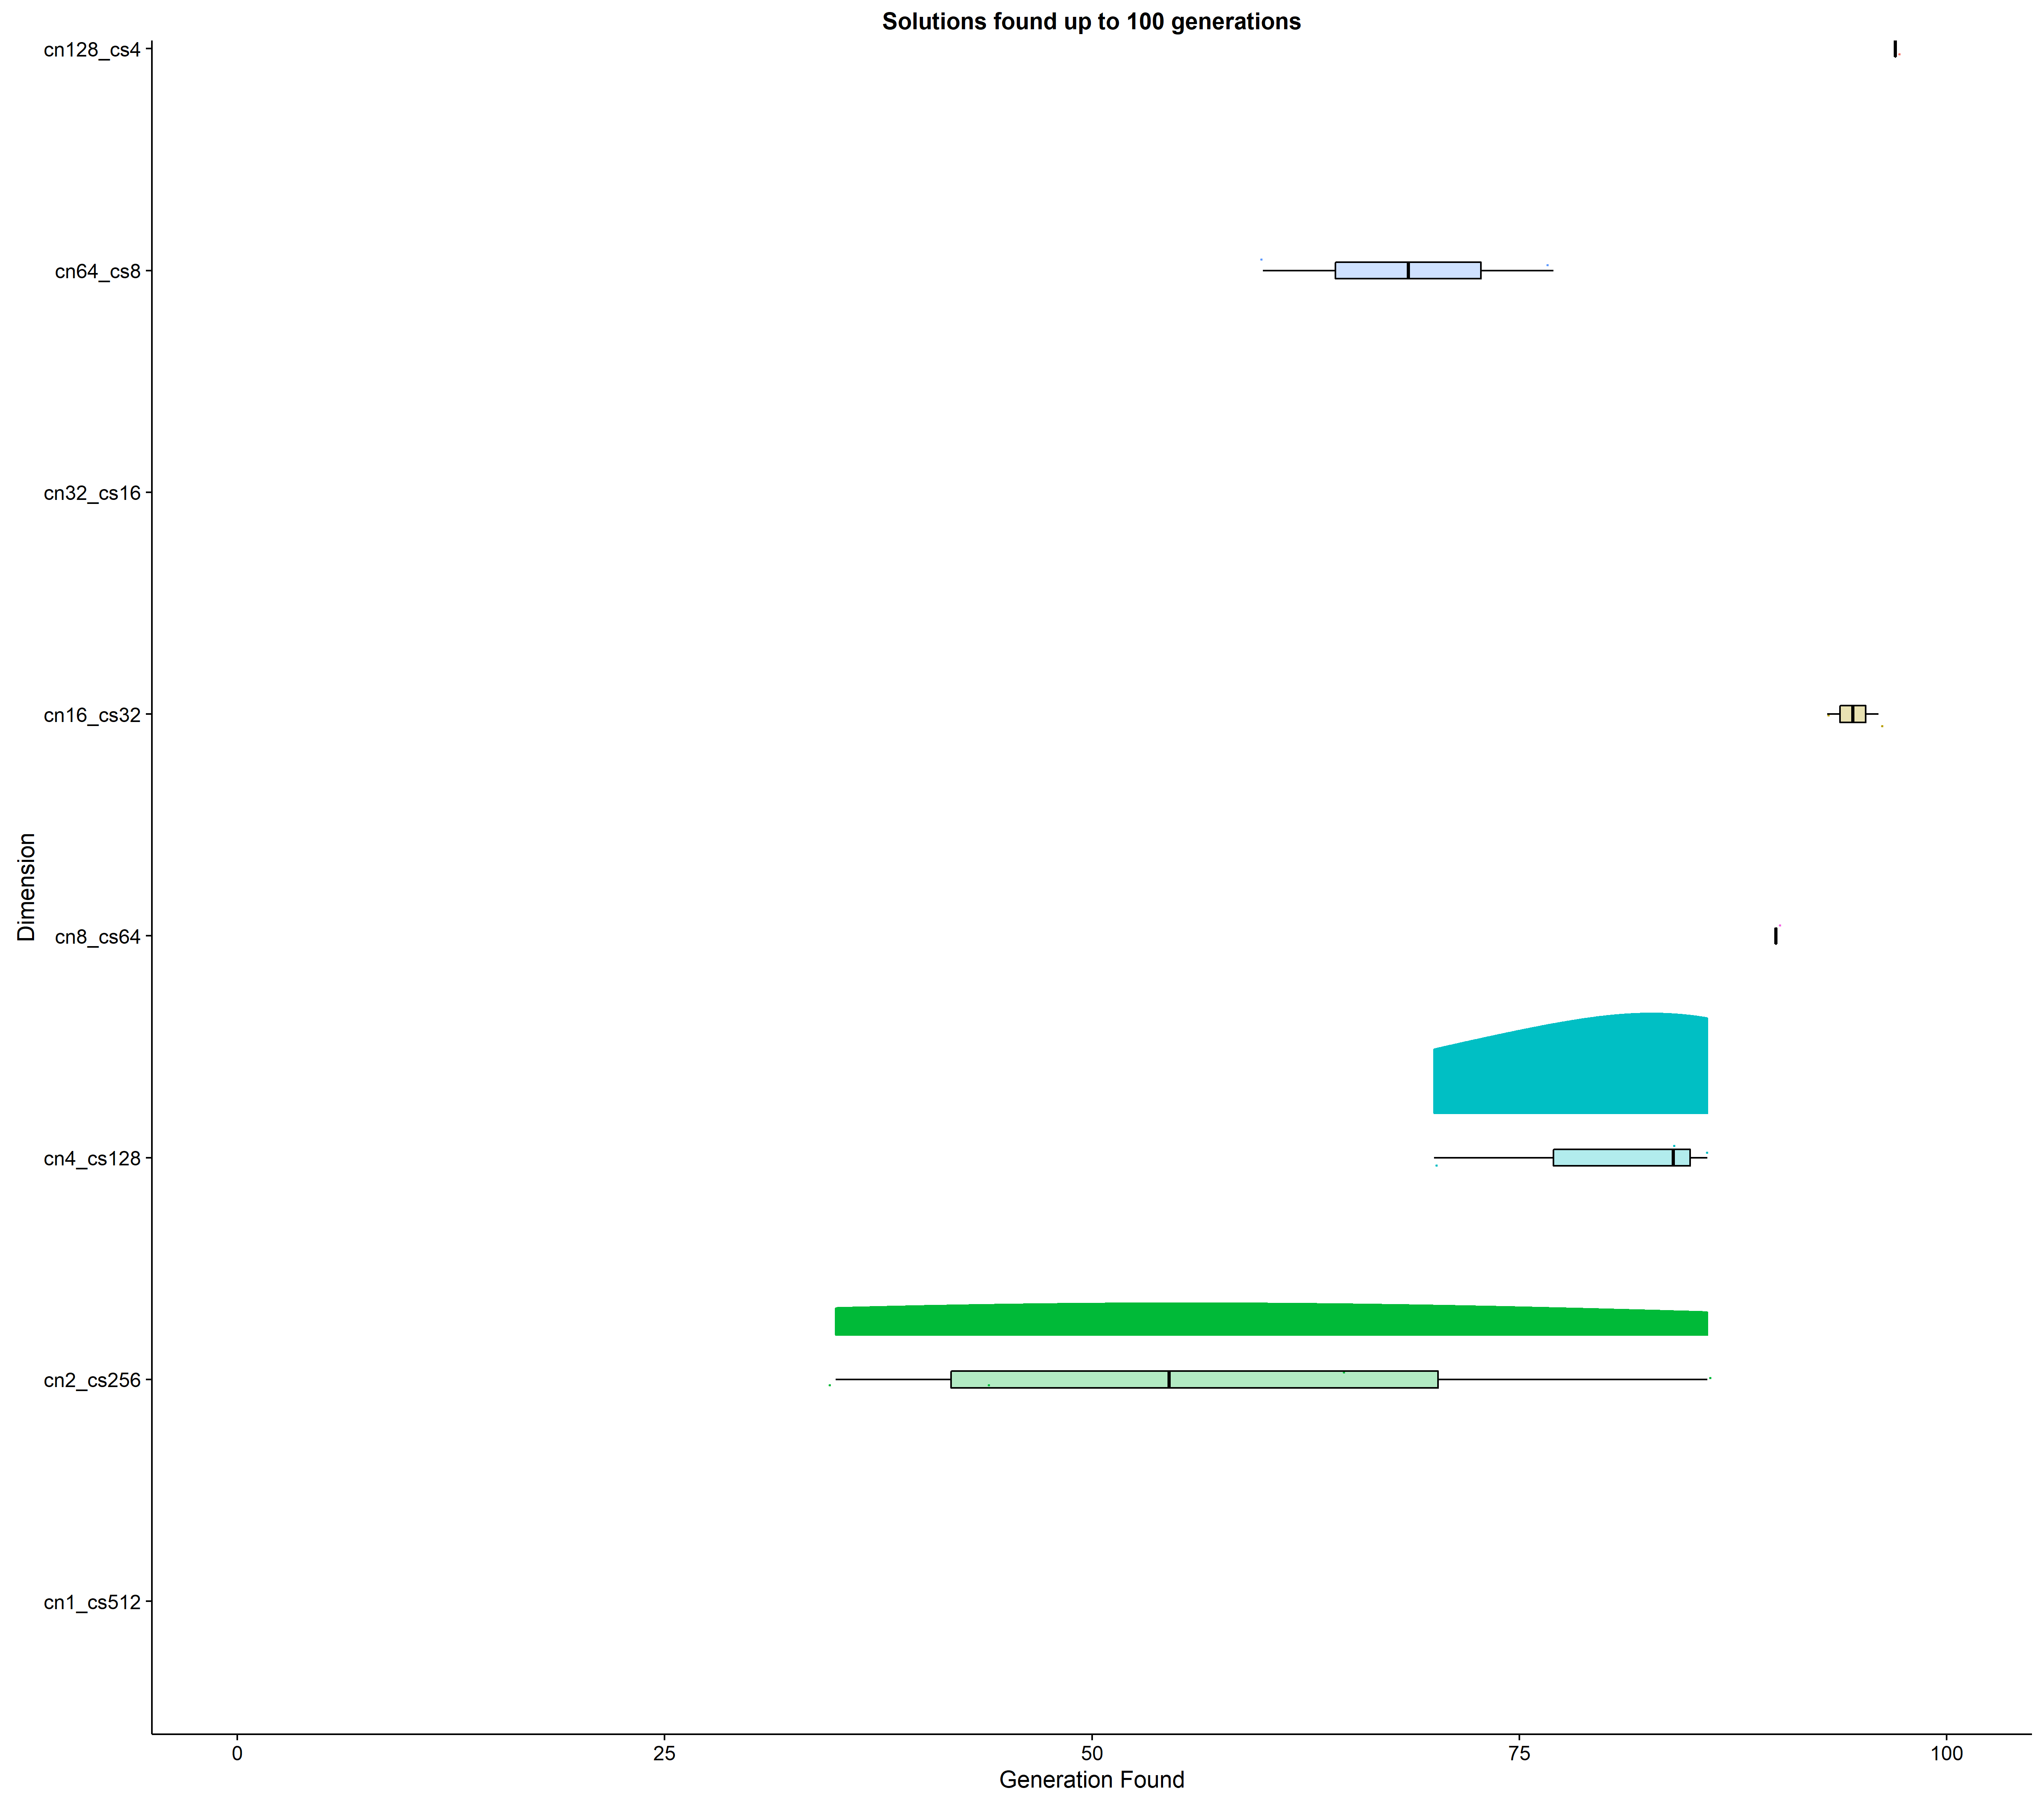 Solutions found up to 100 generations
cn128_cs4
cn64_cs8
cn32_cs16
cn16_cs32
cn8_cs64
cn4_cs128
cn2_cs256
cn1_cs512
Dimension
0 25 50 75 100
Generation Found